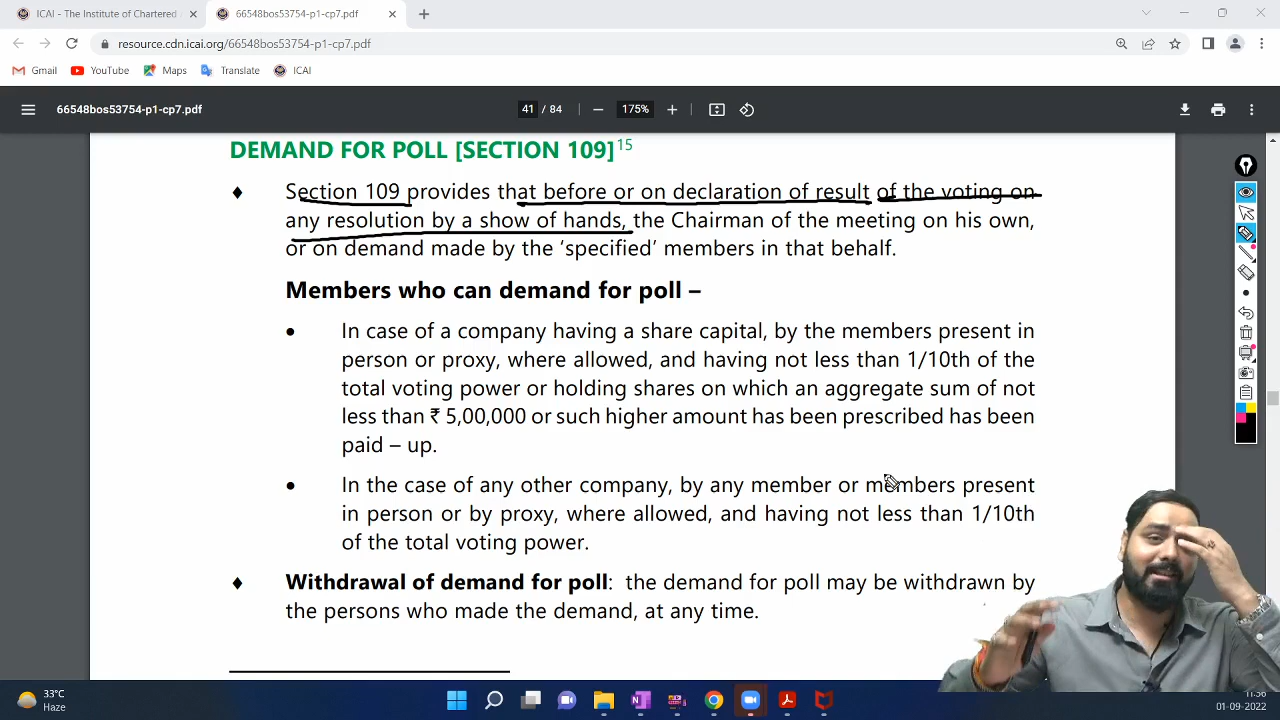 ICAI - The Institute of Chartered
66548bos53754-p1-cp7.pdf
resource.cdn.icai.org/66548bos53754-p1-cp7.pdf
Gmail YouTube Maps Translate ICAI
66548bos53754-p1-cp7.pdf 41 / 84 175%
DEMAND FOR POLL [SECTION 109]15
Section 109 provides that before or on declaration of result of the voting on
any resolution by a show of hands, the Chairman of the meeting on his own,
or on demand made by the ‘specified’ members in that behalf.
Members who can demand for poll –
In case of a company having a share capital, by the members present in
person or proxy, where allowed, and having not less than 1/10th of the
total voting power or holding shares on which an aggregate sum of not
less than ₹ 5,00,000 or such higher amount has been prescribed has been
paid – up.
In the case of any other company, by any member or members present
in person or by proxy, where allowed, and having not less than 1/10th
of the total voting power.
Withdrawal of demand for poll: the demand for poll may be withdrawn by
the persons who made the demand, at any time.
33°C
Haze
01-09-2022